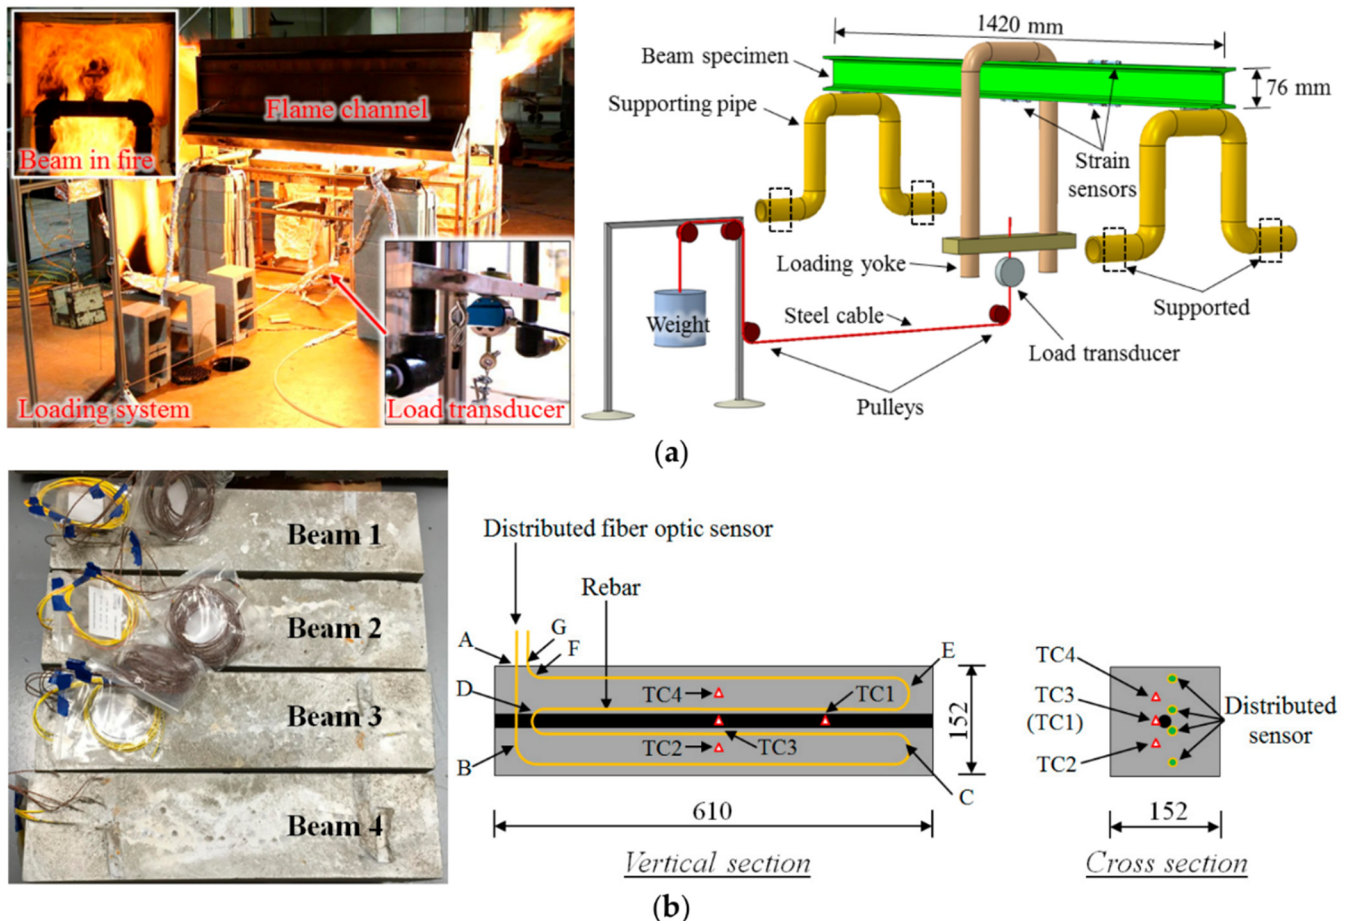 Flame channel
Beam in fire
Loading system
Load transducer
1420 mm
Beam specimen
76 mm
Supporting pipe
Strain
sensors
Loading yoke
Supported
Weight
Steel cable
Load transducer
Pulleys
(a)
Beam 1
Beam 2
Beam 3
Beam 4
Distributed fiber optic sensor
Rebar
A
G
F
E
D
TC4
TC1
152
TC2
TC3
B
C
610
Vertical section
TC4
TC3
(TC1)
TC2
Distributed
sensor
152
Cross section
(b)